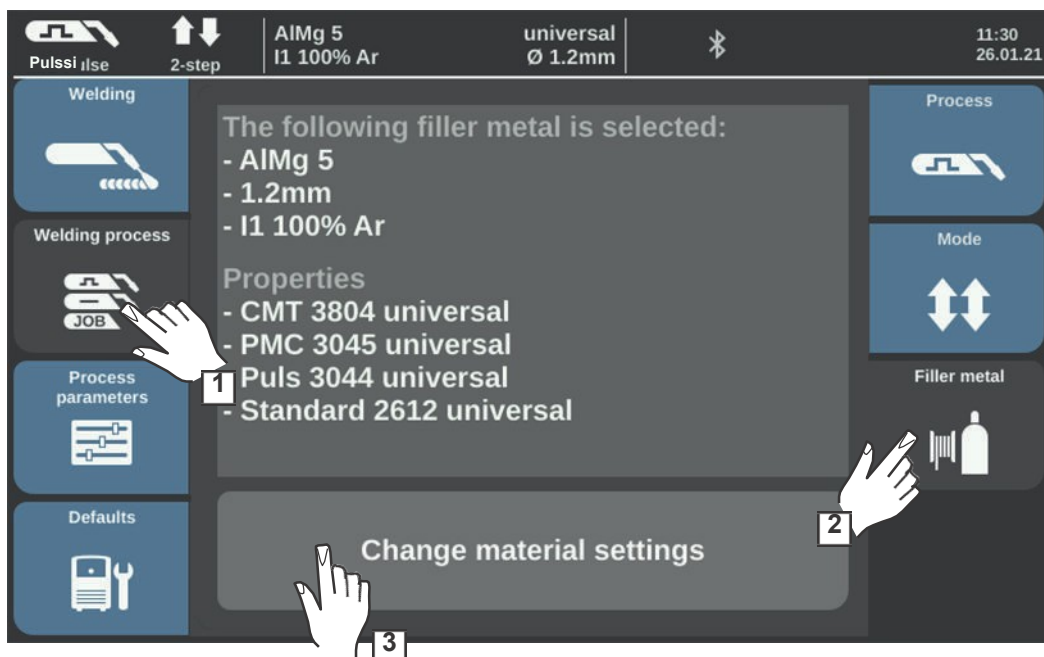 Pulssi ılse
2-step
AlMg 5
I1 100% Ar
universal
Ø 1.2mm
11:30
26.01.21
Welding
Welding process
JOB
Process
parameters
Defaults
The following filler metal is selected:
- AlMg 5
- 1.2mm
- I1 100% Ar
Properties
- CMT 3804 universal
- PMC 3045 universal
- Puls 3044 universal
- Standard 2612 universal
Change material settings
Process
Mode
Filler metal
1
2
3